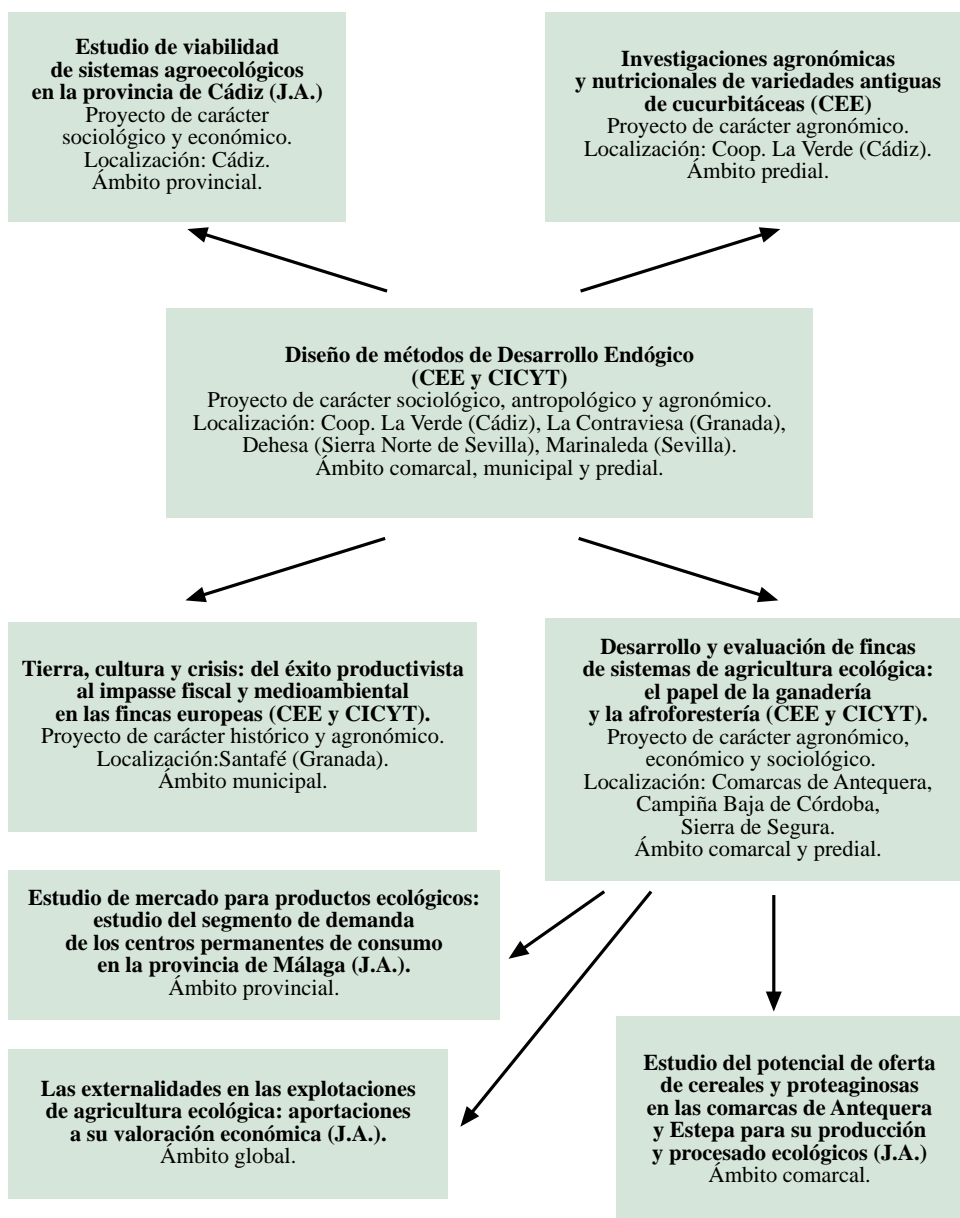 Estudio de viabilidad
de sistemas agroecológicos
en la provincia de Cádiz (J.A.)
Proyecto de carácter
sociológico y económico.
Localización: Cádiz.
Ámbito provincial.
Investigaciones agronómicas
y nutricionales de variedades antiguas
de cucurbitáceas (CEE)
Proyecto de carácter agronómico.
Localización: Coop. La Verde (Cádiz).
Ámbito predial.
Diseño de métodos de Desarrollo Endógico
(CEE y CICYT)
Proyecto de carácter sociológico, antropológico y agronómico.
Localización: Coop. La Verde (Cádiz), La Contraviesa (Granada),
Dehesa (Sierra Norte de Sevilla), Marinaleda (Sevilla).
Ámbito comarcal, municipal y predial.
Tierra, cultura y crisis: del éxito productivista
al impasse fiscal y medioambiental
en las fincas europeas (CEE y CICYT).
Proyecto de carácter histórico y agronómico.
Localización:Santafé (Granada).
Ámbito municipal.
Desarrollo y evaluación de fincas
de sistemas de agricultura ecológica:
el papel de la ganadería
y la afroforestería (CEE y CICYT).
Proyecto de carácter agronómico,
económico y sociológico.
Localización: Comarcas de Antequera,
Campiña Baja de Córdoba,
Sierra de Segura.
Ámbito comarcal y predial.
Estudio de mercado para productos ecológicos:
estudio del segmento de demanda
de los centros permanentes de consumo
en la provincia de Málaga (J.A.).
Ámbito provincial.
Las externalidades en las explotaciones
de agricultura ecológica: aportaciones
a su valoración económica (J.A.).
Ámbito global.
Estudio del potencial de oferta
de cereales y proteaginosas
en las comarcas de Antequera
y Estepa para su producción
y procesado ecológicos (J.A.)
Ámbito comarcal.